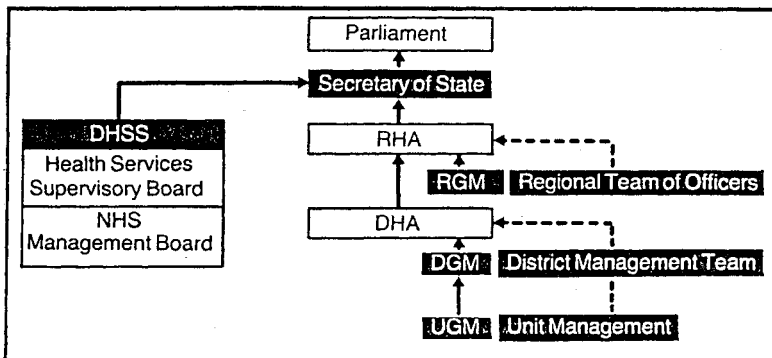 Parliament
Secretary of State
DHSS
Health Services
Supervisory Board
NHS
Management Board
RHA
RGM
Regional Team of Officers
DHA
DGM
District Management Team
UGM
Unit Management